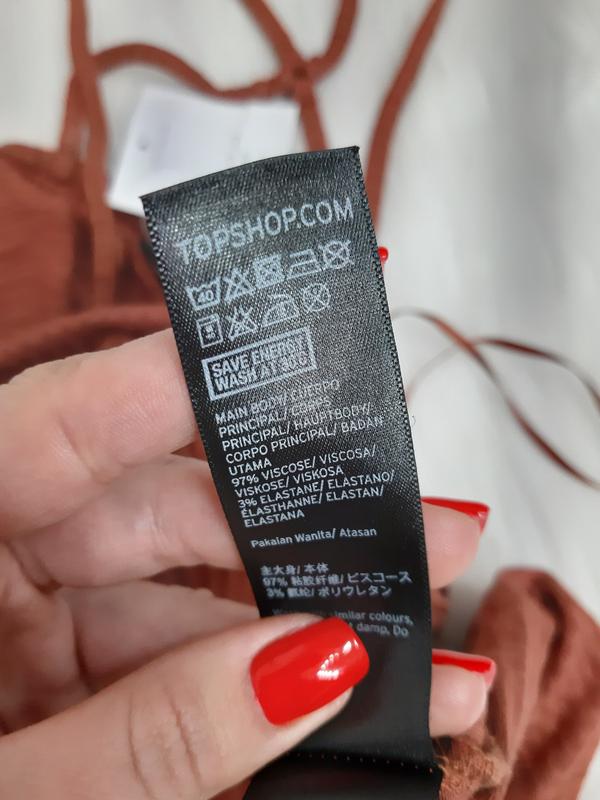 TOPSHOP.COM
40
SAVE ENERGY
WASH AT 30C
MAIN BODY/ CUERPO
PRINCIPAL/ CORPS
PRINCIPAL/ HAUPTBODY/
CORPO PRINCIPAL/ BADAN
UTAMA
97% VISCOSE/ VISCOSA/
VISKOSE/ VISKOSA
3% ELASTANE/ ELASTANO/
ÉLASTHANNE/ ELASTAN/
ELASTANA
Pakaian Wanita/ Atasan
主大身/ 本体
97% 粘胶纤维/ ビスコース
3% 氨纶/ ポリウレタン
similar colours,
damp, Do